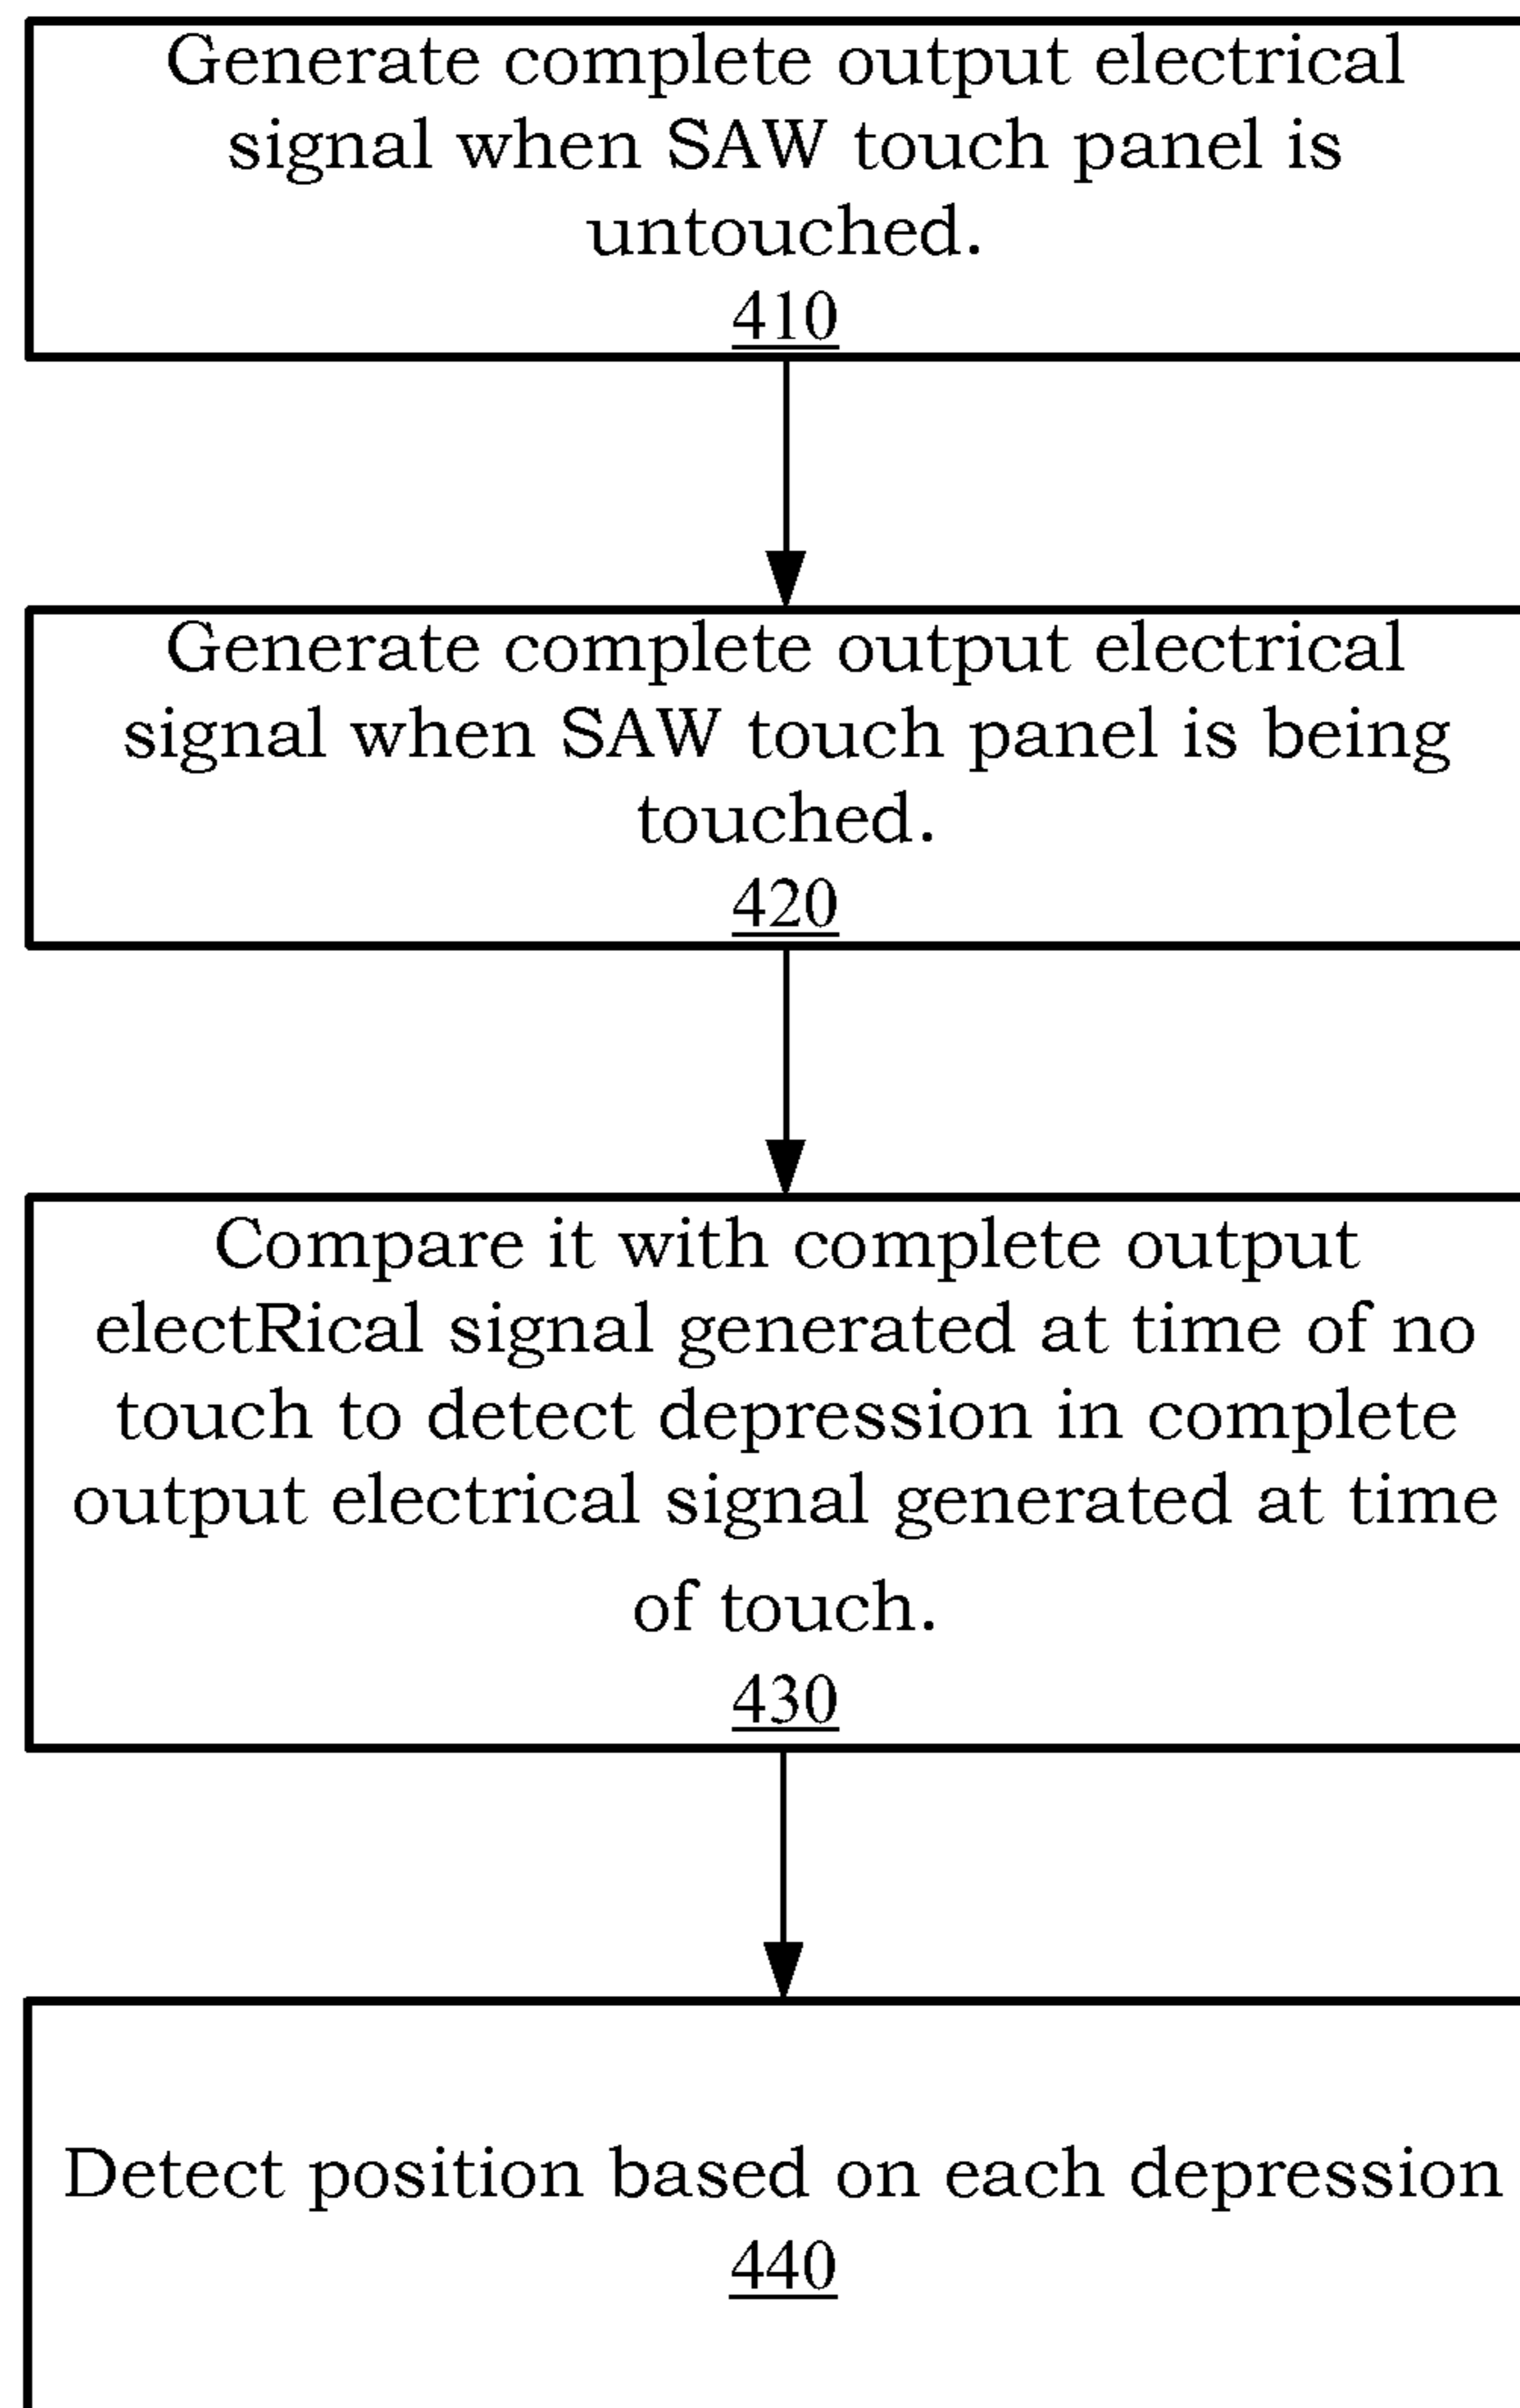 Generate complete output electrical
signal when SAW touch panel is
untouched.
410
Generate complete output electrical
signal when SAW touch panel is being
touched.
420
Compare it with complete output
electRical signal generated at time of no
touch to detect depression in complete
output electrical signal generated at time
of touch.
430
Detect position based on each depression
440